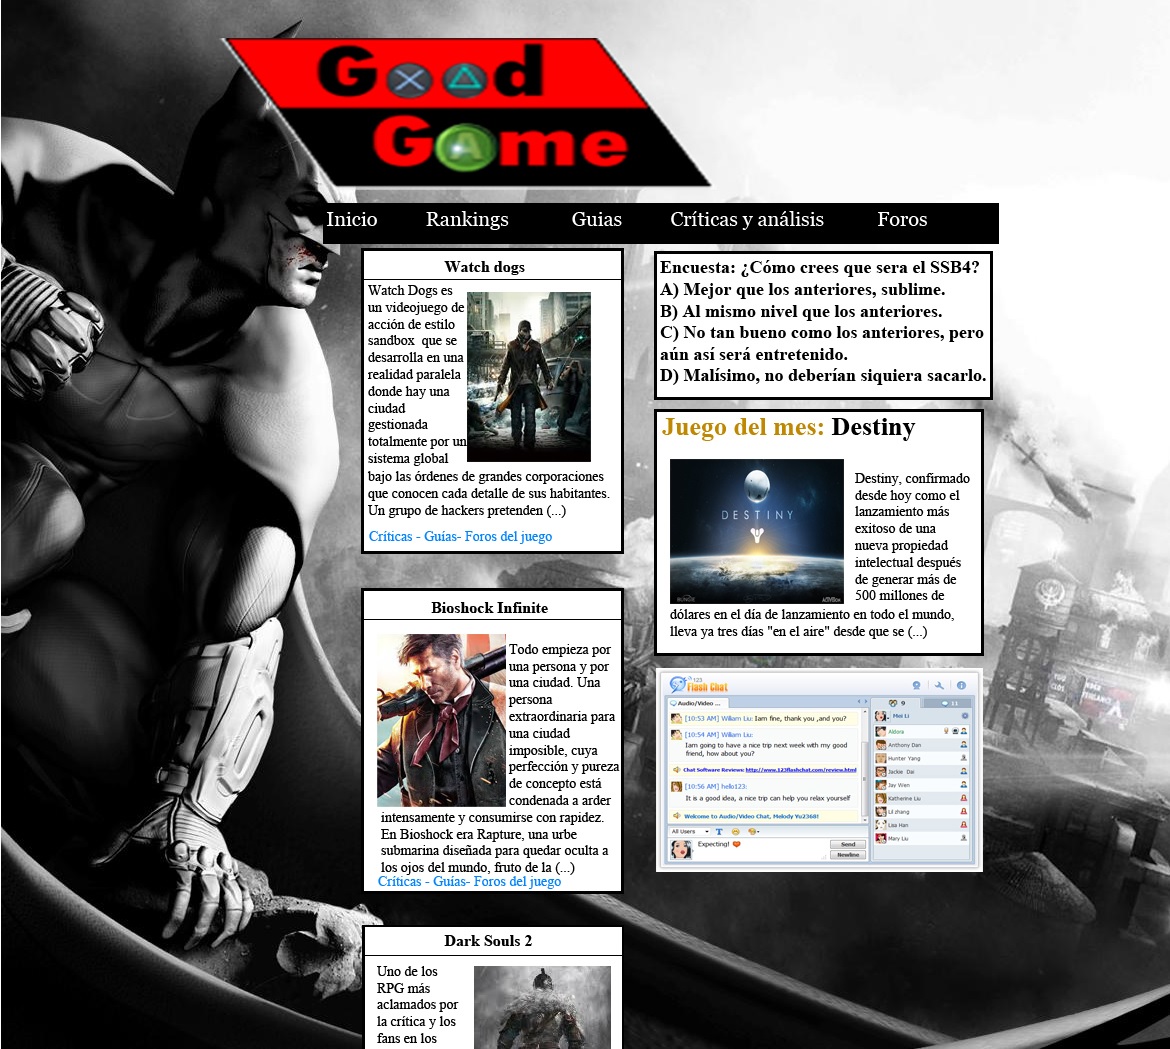 Good
Game
Inicio Rankings Guias Críticas y análisis Foros
Watch dogs
Watch Dogs es
un videojuego de
acción de estilo
sandbox que se
desarrolla en una
realidad paralela
donde hay una
ciudad
gestionada
totalmente por un
sistema global
bajo las órdenes de grandes corporaciones
que conocen cada detalle de sus habitantes.
Un grupo de hackers pretenden (...)
Críticas - Guías- Foros del juego
Bioshock Infinite
Todo empieza por
una persona y por
una ciudad. Una
persona
extraordinaria para
una ciudad
imposible, cuya
perfección y pureza
de concepto está
condenada a arder
intensamente y consumirse con rapidez.
En Bioshock era Rapture, una urbe
submarina diseñada para quedar oculta a
los ojos del mundo, fruto de la (...)
Críticas - Guías- Foros del juego
Dark Souls 2
Uno de los
RPG más
aclamados por
la crítica y los
fans en los
Encuesta: ¿Cómo crees que sera el SSB4?
A) Mejor que los anteriores, sublime.
B) Al mismo nivel que los anteriores.
C) No tan bueno como los anteriores, pero
aún así será entretenido.
D) Malísimo, no deberían siquiera sacarlo.
Juego del mes: Destiny
DESTINY
BUNGIE
ACTIVISION
Destiny, confirmado
desde hoy como el
lanzamiento más
exitoso de una
nueva propiedad
intelectual después
de generar más de
500 millones de
dólares en el día de lanzamiento en todo el mundo,
lleva ya tres días "en el aire" desde que se (...)
123
Flash Chat
Audio/Video ...
[10:53 AM] Wiliam Liu: Iam fine, thank you ,and you?
[10:54 AM] Wiliam Liu:
Iam going to have a nice trip next week with my good
friend, how about you?
Chat Software Reviews: http://www.123flashchat.com/review.html
[10:56 AM] hello123:
It is a good idea, a nice trip can help you relax yourself
Welcome to Audio/Video Chat, Melody Yu2368!
All Users
Expecting!
Send
Newline
9 11
Mei Li
Aldora
Anthony Dan
Hunter Yang
Jackie Dai
Jay Wen
Katherine Liu
Lil zhang
Lisa Han
Mary Liu